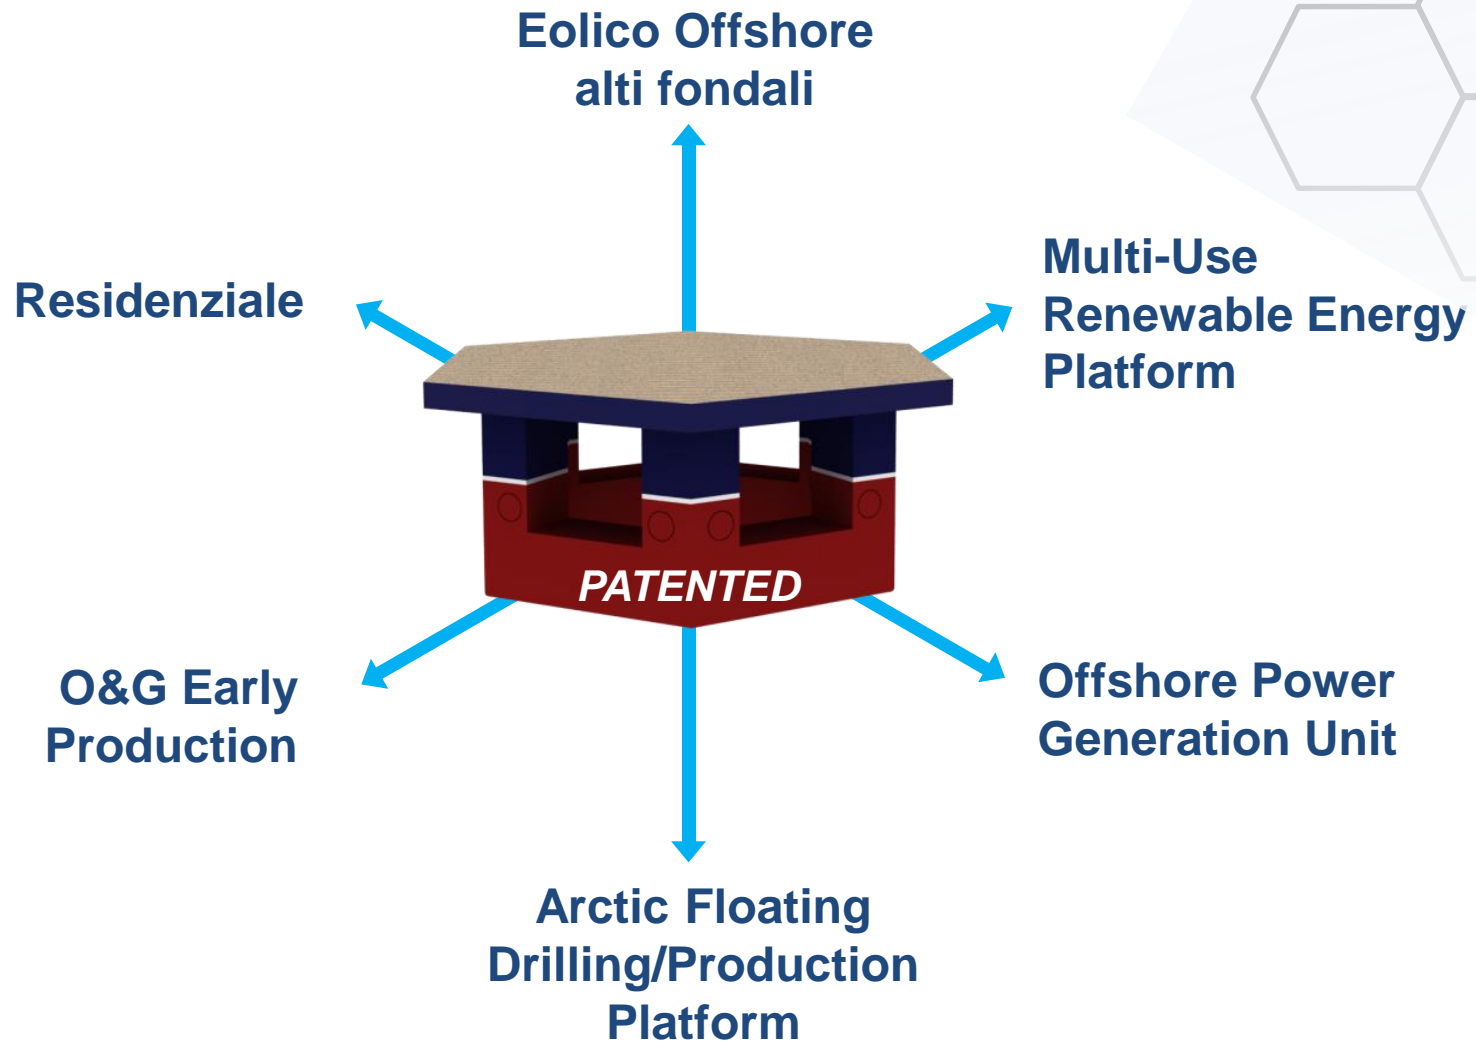 Eolico Offshore
alti fondali
Residenziale
Multi-Use
Renewable Energy
Platform
PATENTED
O&G Early
Production
Offshore Power
Generation Unit
Arctic Floating
Drilling/Production
Platform